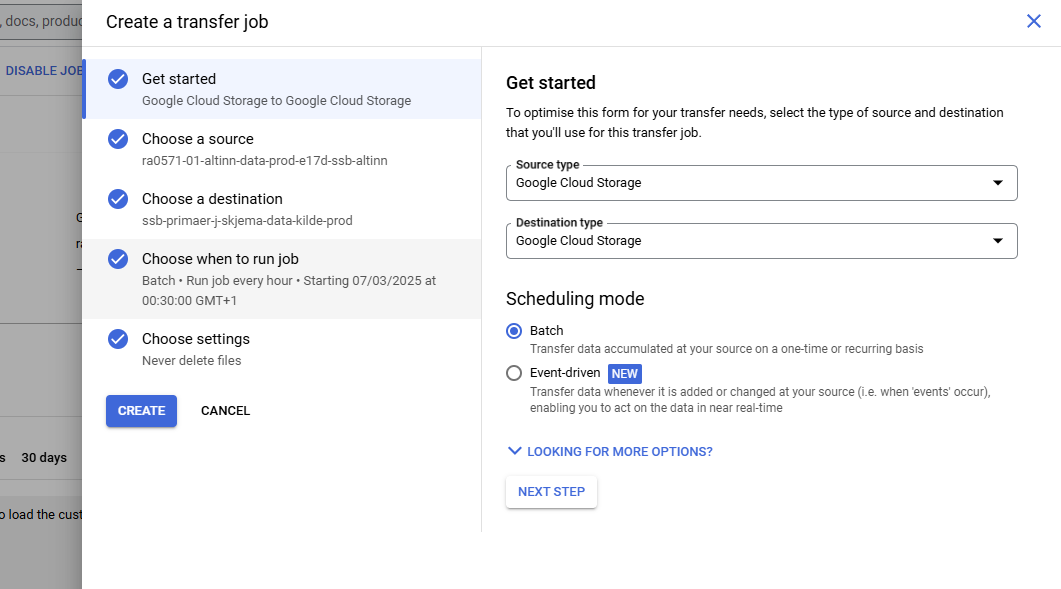 , docs, produc
Create a transfer job
DISABLE JOB
Get started
Google Cloud Storage to Google Cloud Storage
Choose a source
ra0571-01-altinn-data-prod-e17d-ssb-altinn
Choose a destination
ssb-primaer-j-skjema-data-kilde-prod
Choose when to run job
Batch • Run job every hour • Starting 07/03/2025 at
00:30:00 GMT+1
Choose settings
Never delete files
CREATE
CANCEL
s
30 days
o load the cust
Get started
To optimise this form for your transfer needs, select the type of source and destination
that you'll use for this transfer job.
Source type
Google Cloud Storage
Destination type
Google Cloud Storage
Scheduling mode
Batch
Transfer data accumulated at your source on a one-time or recurring basis
Event-driven NEW
Transfer data whenever it is added or changed at your source (i.e. when 'events' occur),
enabling you to act on the data in near real-time
LOOKING FOR MORE OPTIONS?
NEXT STEP